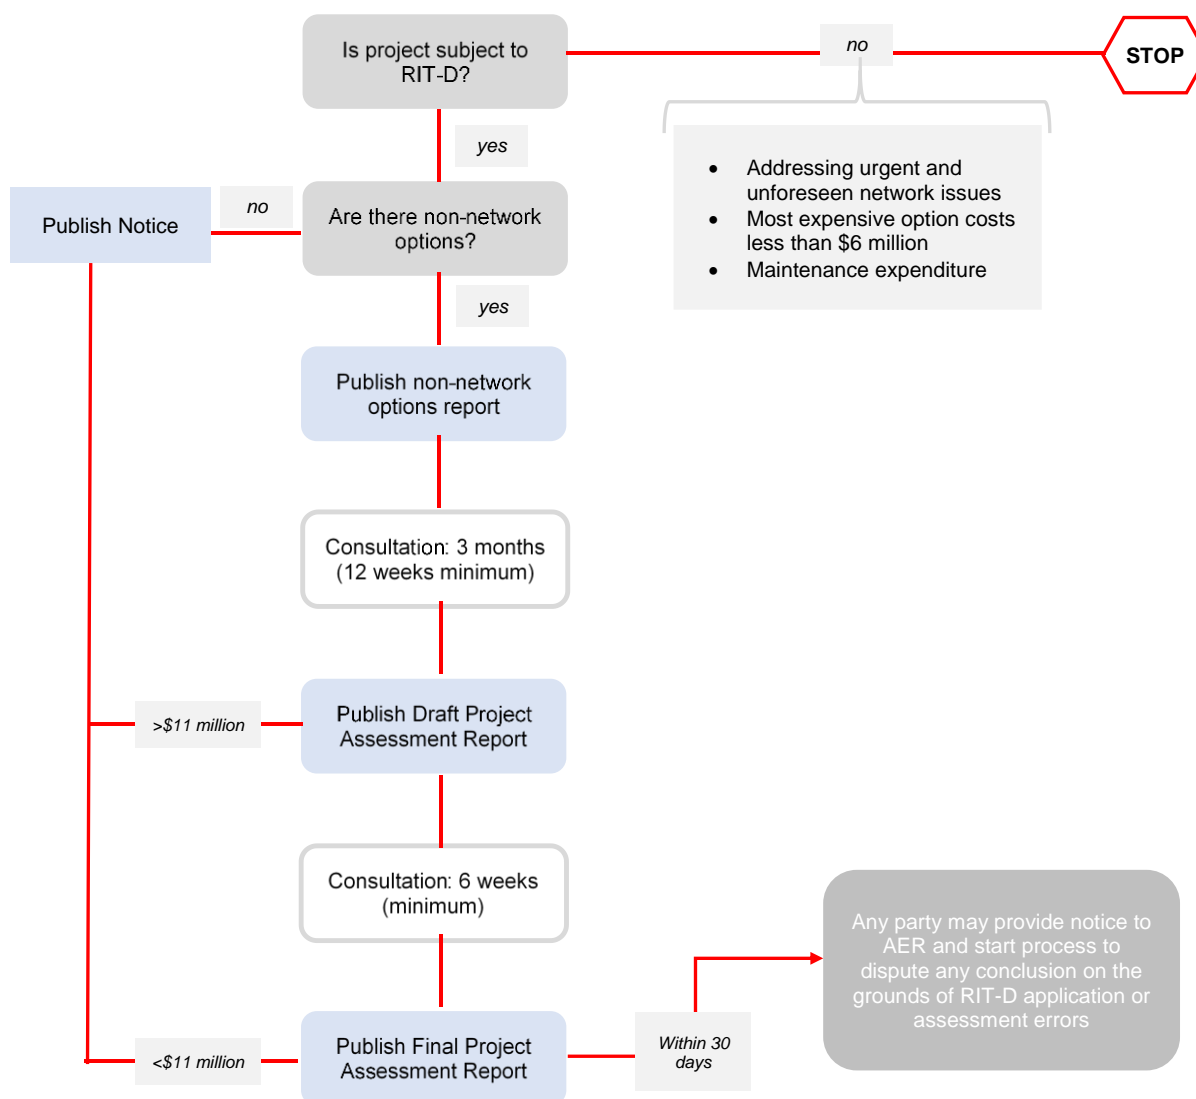 Is project subject to
RIT-D?
no
STOP
yes
• Addressing urgent and
unforeseen network issues
• Most expensive option costs
less than $6 million
• Maintenance expenditure
Publish Notice
no
Are there non-network
options?
yes
Publish non-network
options report
Consultation: 3 months
(12 weeks minimum)
>$11 million
Publish Draft Project
Assessment Report
Consultation: 6 weeks
(minimum)
Any party may provide notice to
AER and start process to
dispute any conclusion on the
grounds of RIT-D application or
assessment errors
<$11 million
Publish Final Project
Assessment Report
Within 30
days